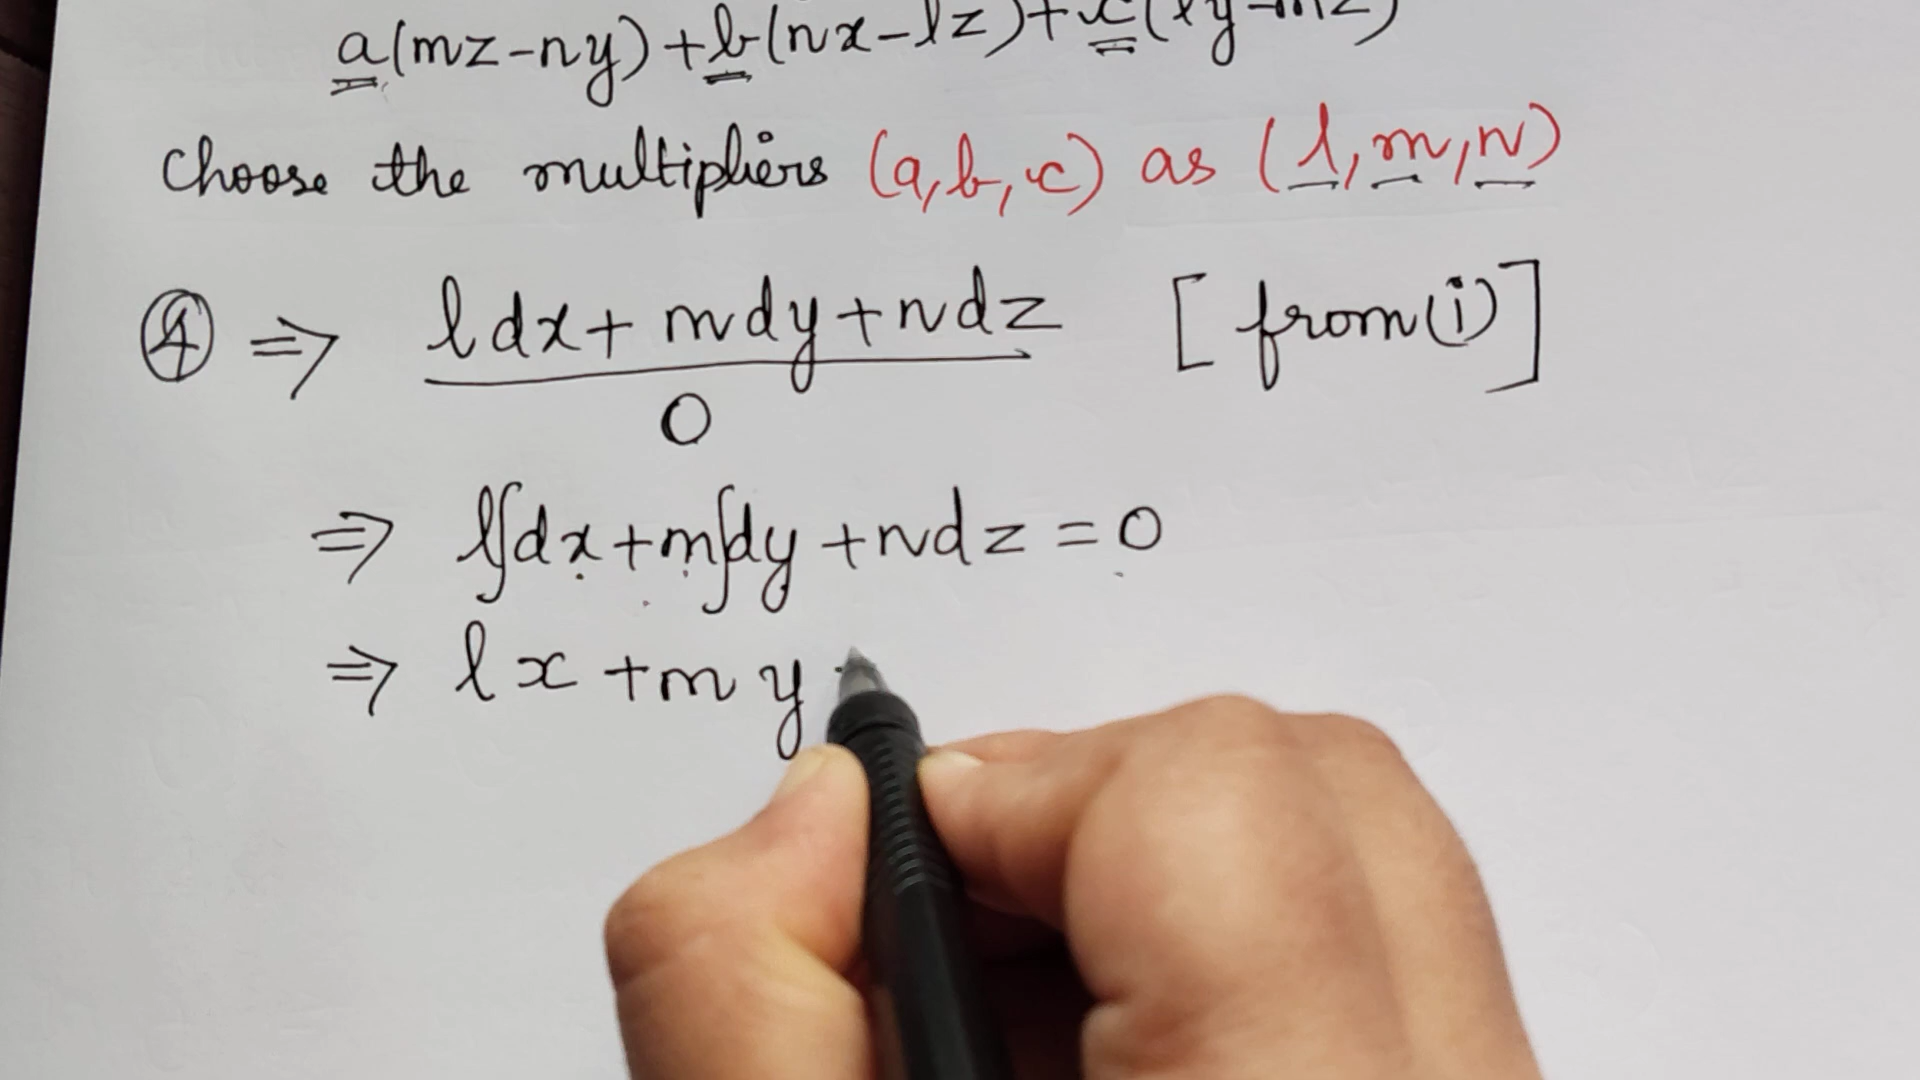 a(mz-ny)+b(nx-lz)+c(ly-mz)
Choose the multipliers (a,b,c) as (l,m,n)
④ ⇒ ldx+mdy+ndz [from(i)]
0
⇒ l∫dx+m∫dy+ndz=0
⇒ lx+my